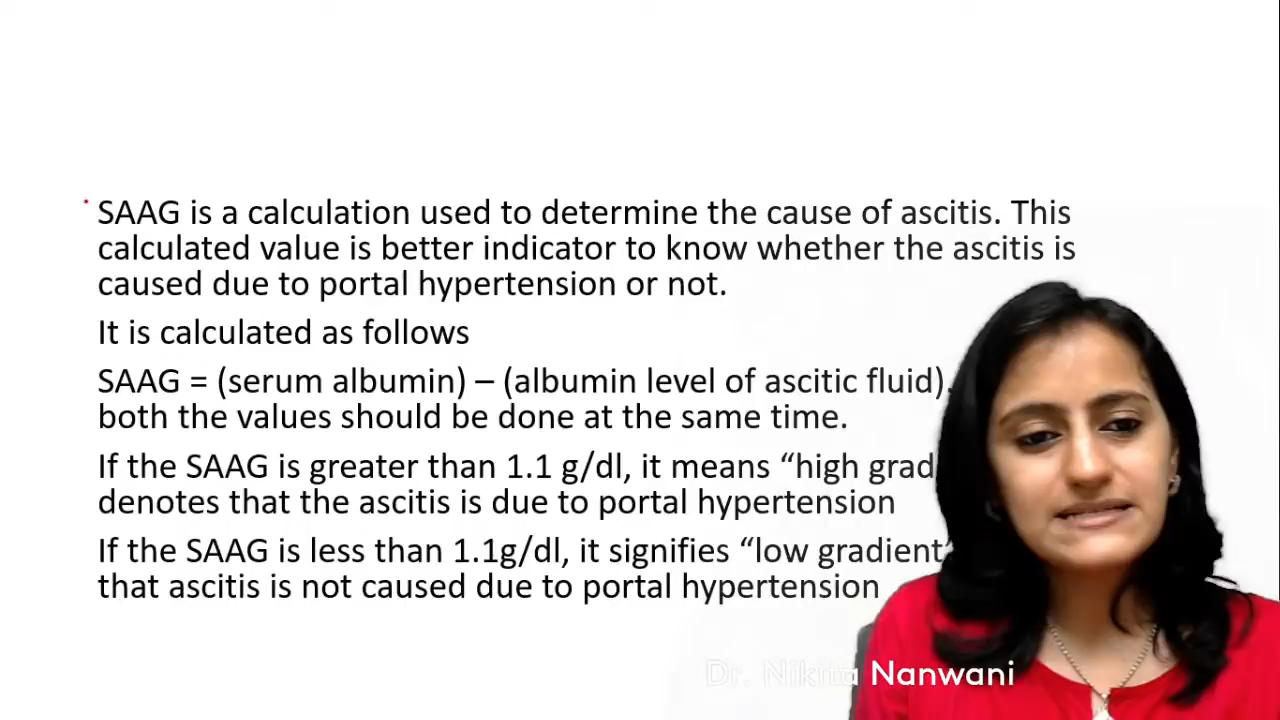 SAAG is a calculation used to determine the cause of ascitis. This
calculated value is better indicator to know whether the ascitis is
caused due to portal hypertension or not.
It is calculated as follows
SAAG = (serum albumin) – (albumin level of ascitic fluid).
both the values should be done at the same time.
If the SAAG is greater than 1.1 g/dl, it means “high grad
denotes that the ascitis is due to portal hypertension
If the SAAG is less than 1.1g/dl, it signifies “low gradient”
that ascitis is not caused due to portal hypertension
Dr. Nikita Nanwani